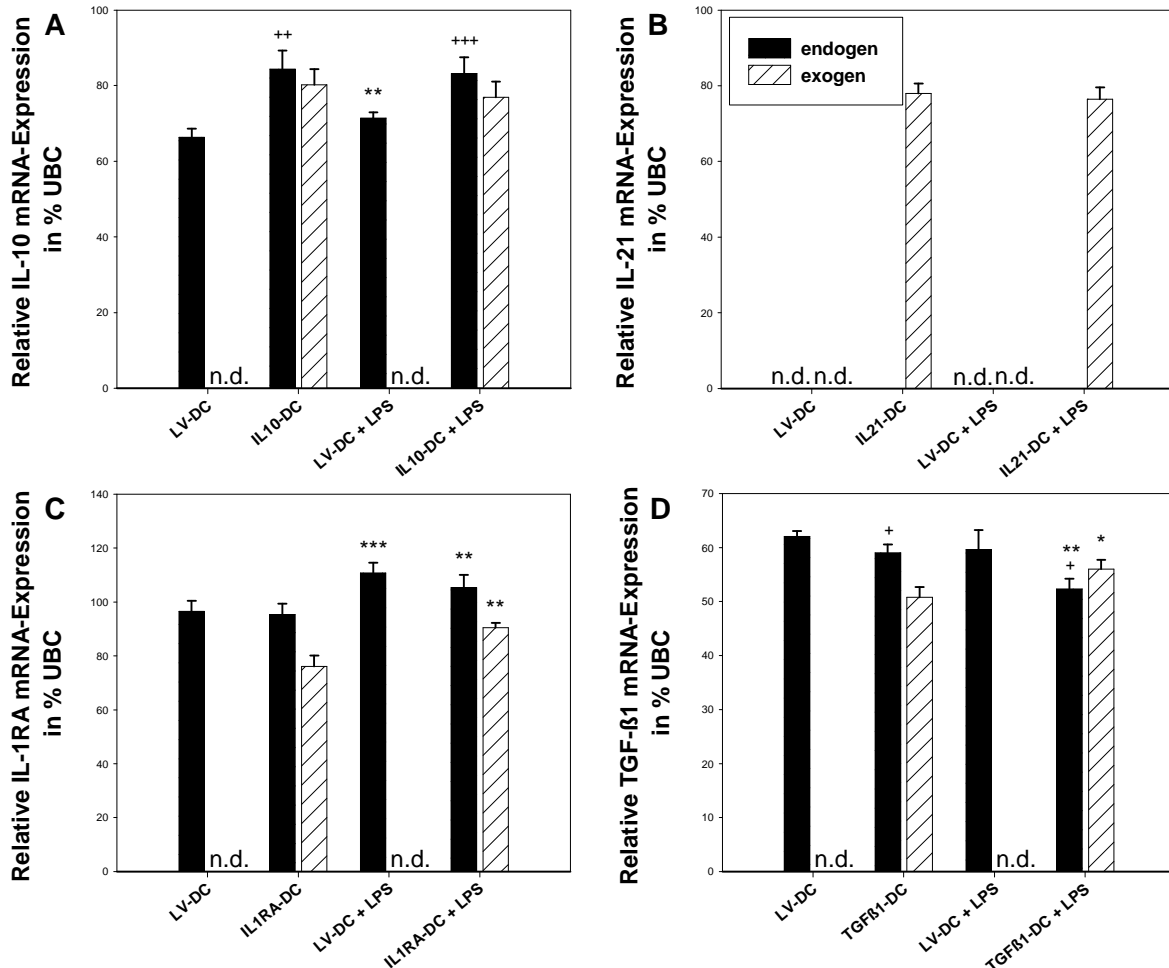 A
Relative IL-10 mRNA-Expression
in % UBC
100
80
60
40
20
0
++
**
+++
n.d.
n.d.
LV-DC
IL10-DC
LV-DC + LPS
IL10-DC + LPS
B
Relative IL-21 mRNA-Expression
in % UBC
100
80
60
40
20
0
endogen
exogen
n.d. n.d.
n.d. n.d.
LV-DC
IL21-DC
LV-DC + LPS
IL21-DC + LPS
C
Relative IL-1RA mRNA-Expression
in % UBC
140
120
100
80
60
40
20
0
***
**
**
n.d.
n.d.
LV-DC
IL1RA-DC
LV-DC + LPS
IL1RA-DC + LPS
D
Relative TGF-ß1 mRNA-Expression
in % UBC
70
60
50
40
30
20
10
0
+
**
+
*
n.d.
n.d.
LV-DC
TGFß1-DC
LV-DC + LPS
TGFß1-DC + LPS